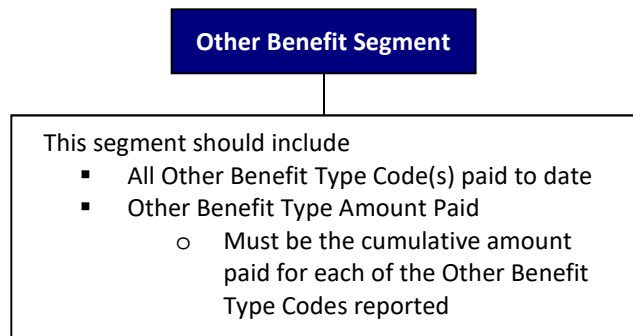 Other Benefit Segment
This segment should include
▪ All Other Benefit Type Code(s) paid to date
▪ Other Benefit Type Amount Paid
o Must be the cumulative amount
paid for each of the Other Benefit
Type Codes reported